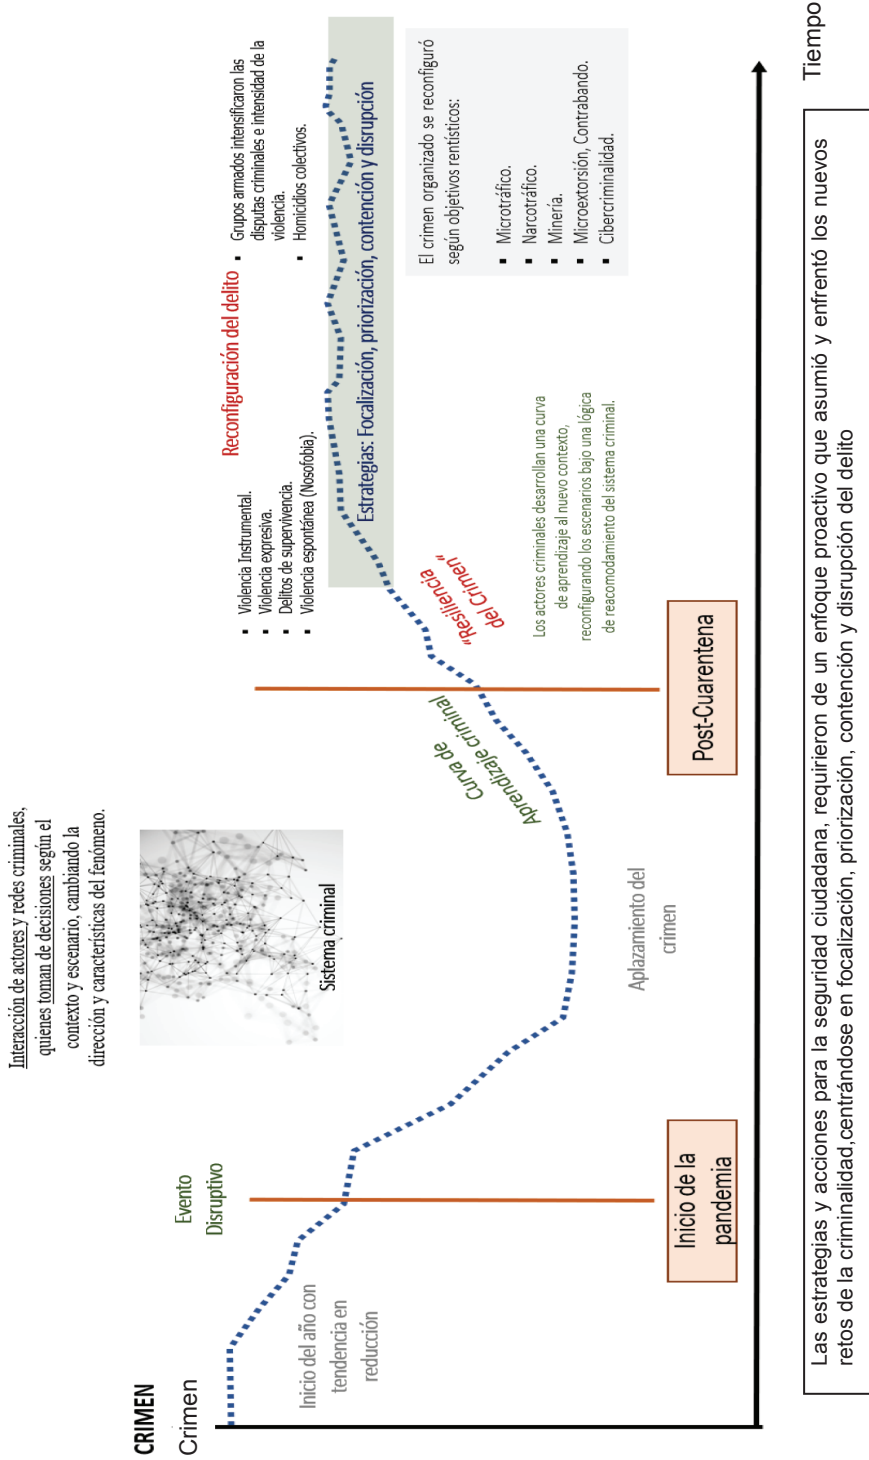 CRIMEN
Crimen
Inicio del año con
tendencia en
reducción
Evento
Disruptivo
Inicio de la
pandemia
Interacción de actores y redes criminales,
quienes toman de decisiones según el
contexto y escenario, cambiando la
dirección y características del fenómeno.
Sistema criminal
Aplazamiento del
crimen
Curva de
Aprendizaje criminal
Post-Cuarentena
"Resiliencia
del Crimen"
Los actores criminales desarrollan una curva
de aprendizaje al nuevo contexto,
reconfigurando los escenarios bajo una lógica
de reacomodamiento del sistema criminal.
Reconfiguración del delito
▪ Violencia Instrumental.
▪ Violencia expresiva.
▪ Delitos de supervivencia.
▪ Violencia espontánea (Nosofobia).
▪ Grupos armados intensificaron las
disputas criminales e intensidad de la
violencia.
▪ Homicidios colectivos.
Estrategias: Focalización, priorización, contención y disrupción
El crimen organizado se reconfiguró
según objetivos rentísticos:
▪ Microtráfico.
▪ Narcotráfico.
▪ Minería.
▪ Microextorsión, Contrabando.
▪ Cibercriminalidad.
Tiempo
Las estrategias y acciones para la seguridad ciudadana, requirieron de un enfoque proactivo que asumió y enfrentó los nuevos
retos de la criminalidad,centrándose en focalización, priorización, contención y disrupción del delito